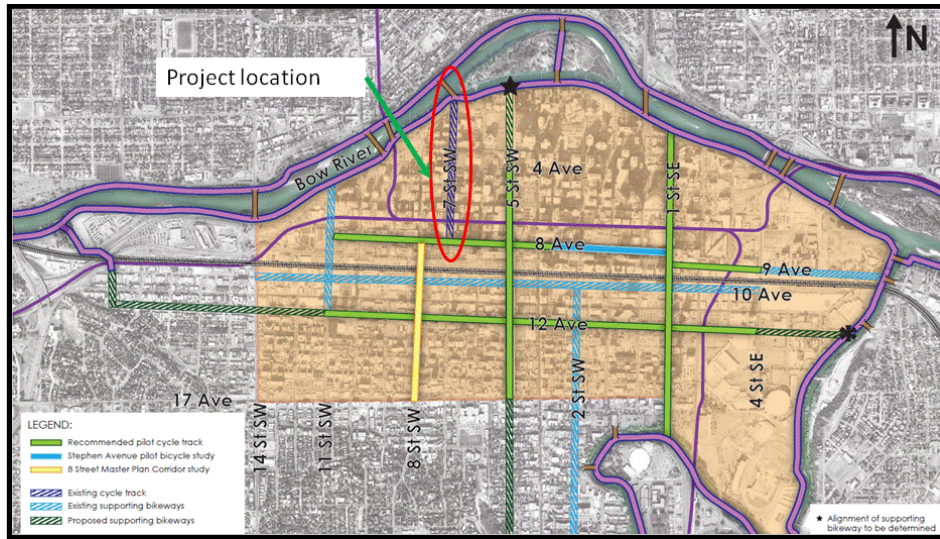 N
Project location
Bow River
7 St SW
5 St SW
4 Ave
1 St SE
8 Ave
9 Ave
10 Ave
12 Ave
2 St SW
4 St SE
17 Ave
14 St SW
11 St SW
8 St SW
LEGEND:
Recommended pilot cycle track
Stephen Avenue pilot bicycle study
8 Street Master Plan Corridor study
Existing cycle track
Existing supporting bikeways
Proposed supporting bikeways
★ Alignment of supporting
bikeway to be determined